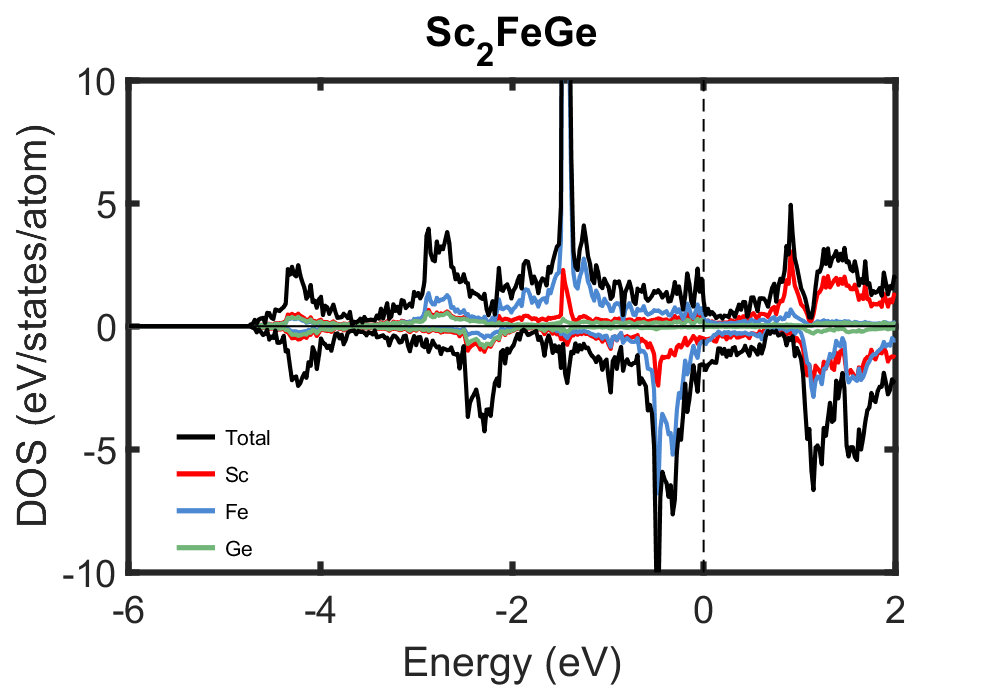 Sc2FeGe
10
5
0
-5
-10
DOS (eV/states/atom)
Total
Sc
Fe
Ge
-6 -4 -2 0 2
Energy (eV)